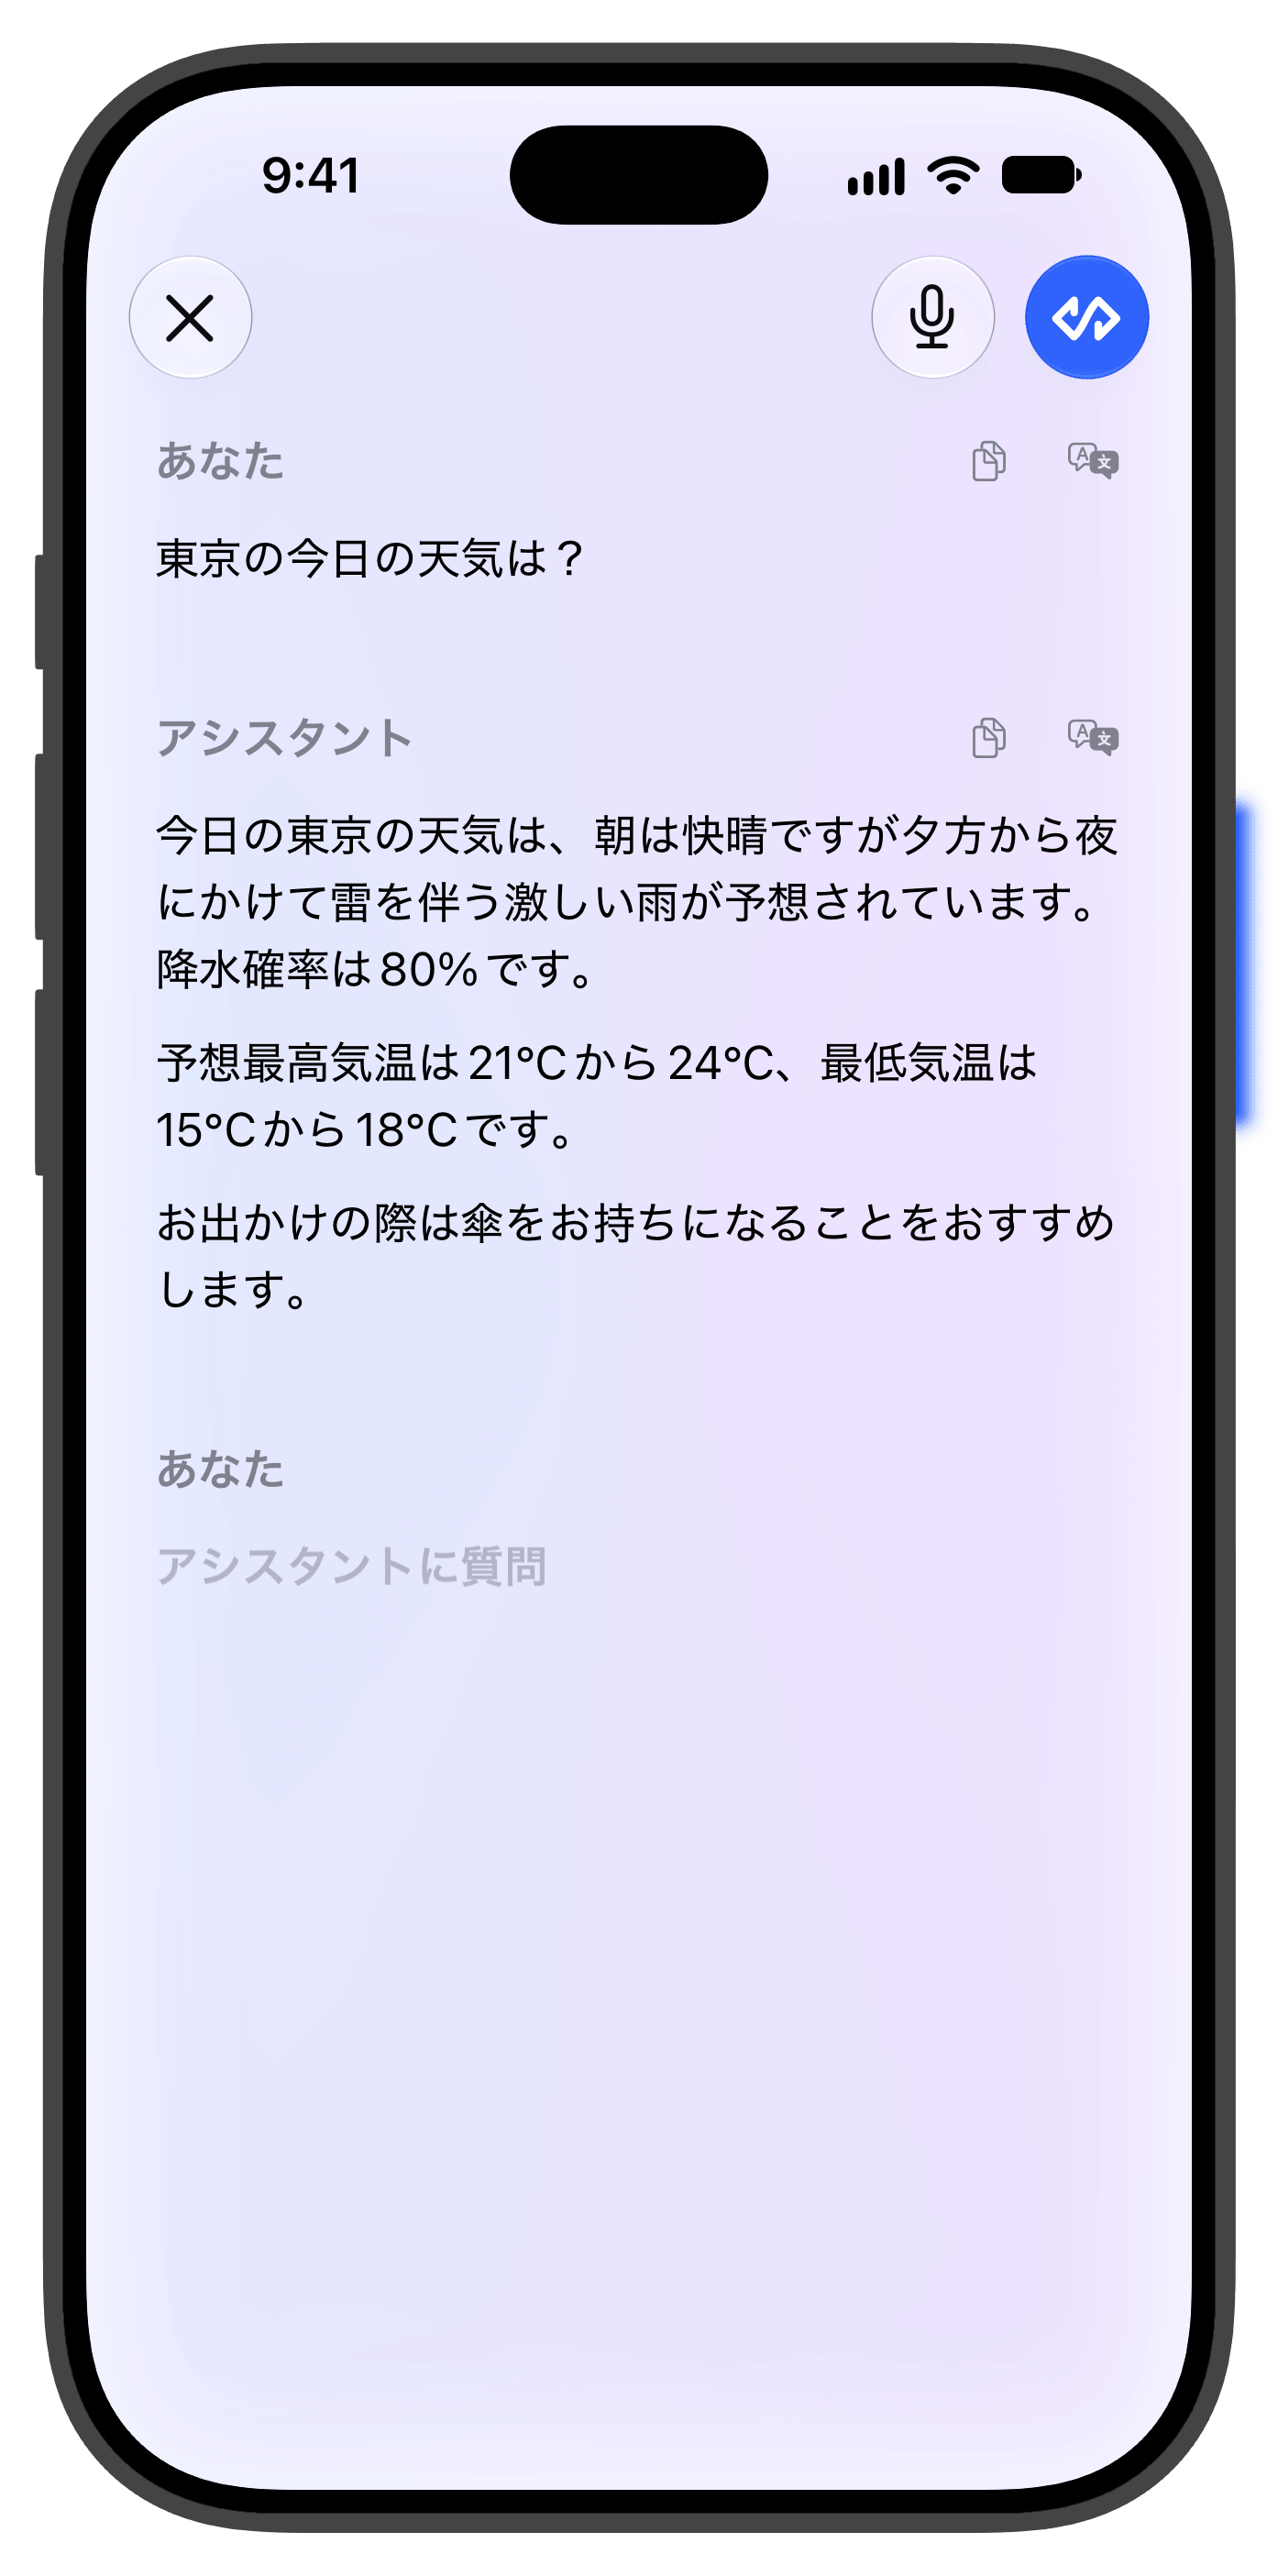 9:41
あなた
東京の今日の天気は？
アシスタント
今日の東京の天気は、朝は快晴ですが夕方から夜
にかけて雷を伴う激しい雨が予想されています。
降水確率は80%です。
予想最高気温は21°Cから24°C、最低気温は
15°Cから18°Cです。
お出かけの際は傘をお持ちになることをおすすめ
します。
あなた
アシスタントに質問